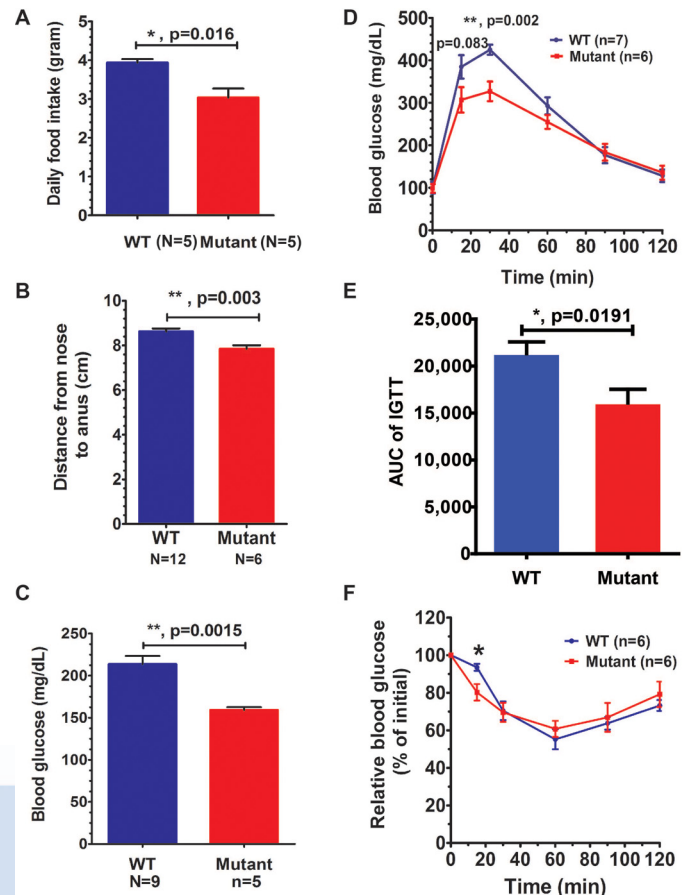 A
*, p=0.016
Daily food intake (gram)
5
4
3
2
1
0
WT (N=5) Mutant (N=5)
B
**, p=0.003
Distance from nose
to anus (cm)
10
8
6
4
2
0
WT Mutant
N=12 N=6
C
**, p=0.0015
Blood glucose (mg/dL)
250
200
150
100
50
0
WT Mutant
N=9 n=5
D
**, p=0.002
p=0.083
WT (n=7)
Mutant (n=6)
Blood glucose (mg/dL)
500
400
300
200
100
0
0 20 40 60 80 100 120
Time (min)
E
*, p=0.0191
AUC of IGTT
25,000
20,000
15,000
10,000
5,000
0
WT Mutant
F
*
WT (n=6)
Mutant (n=6)
Relative blood glucose
(% of initial)
120
100
80
60
40
20
0
0 20 40 60 80 100 120
Time (min)